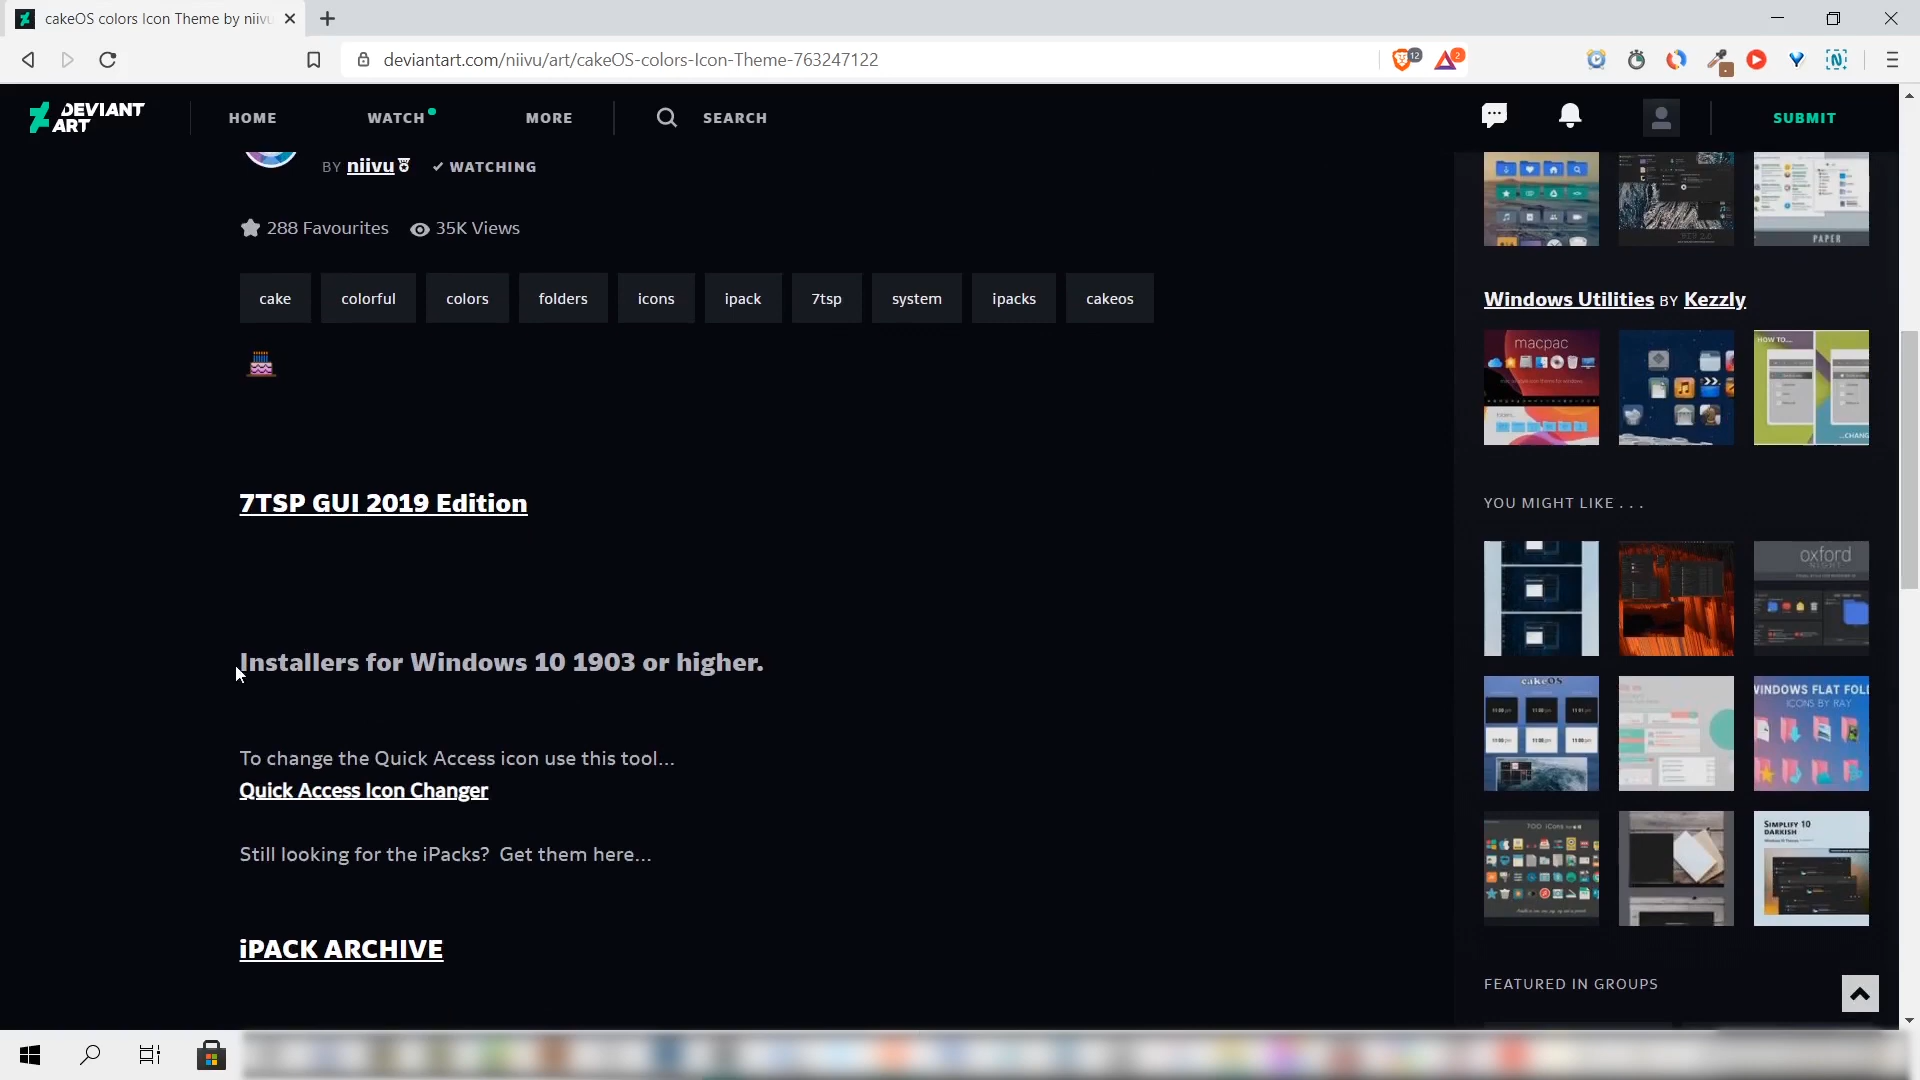 cakeOS colors Icon Theme by niivu
deviantart.com/niivu/art/cakeOS-colors-Icon-Theme-763247122
12
2
DEVIANT
ART
HOME
WATCH
MORE
SEARCH
SUBMIT
BY niivu
WATCHING
288 Favourites
35K Views
cake
colorful
colors
folders
icons
ipack
7tsp
system
ipacks
cakeos
7TSP GUI 2019 Edition
Installers for Windows 10 1903 or higher.
To change the Quick Access icon use this tool...
Quick Access Icon Changer
Still looking for the iPacks? Get them here...
iPACK ARCHIVE
PAPER
Windows Utilities BY Kezzly
macpac
HOW TO....
...CHANG
YOU MIGHT LIKE . . .
oxford
NIGHT
cakeOS
WINDOWS FLAT FOL
ICONS BY RAY
700 iCons
SIMPLIFY 10
DARKISH
FEATURED IN GROUPS